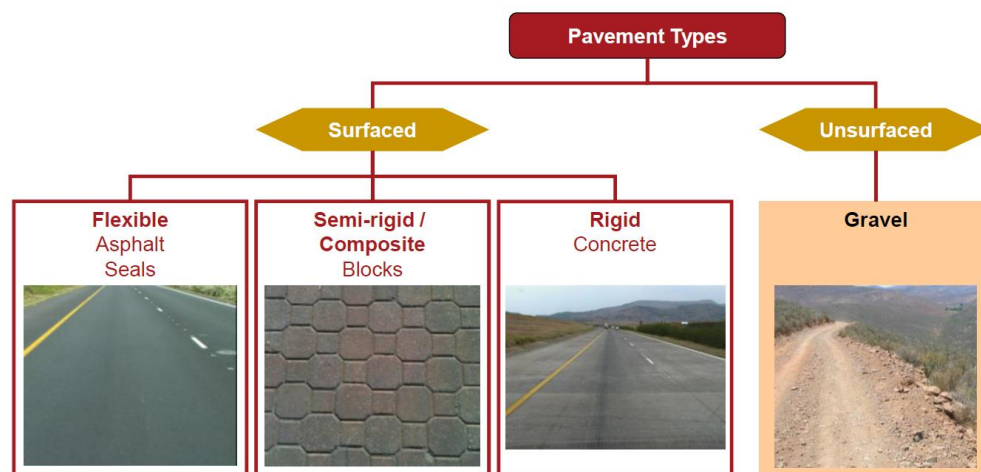 Pavement Types
Surfaced
Unsurfaced
Flexible
Asphalt
Seals
Semi-rigid /
Composite
Blocks
Rigid
Concrete
Gravel